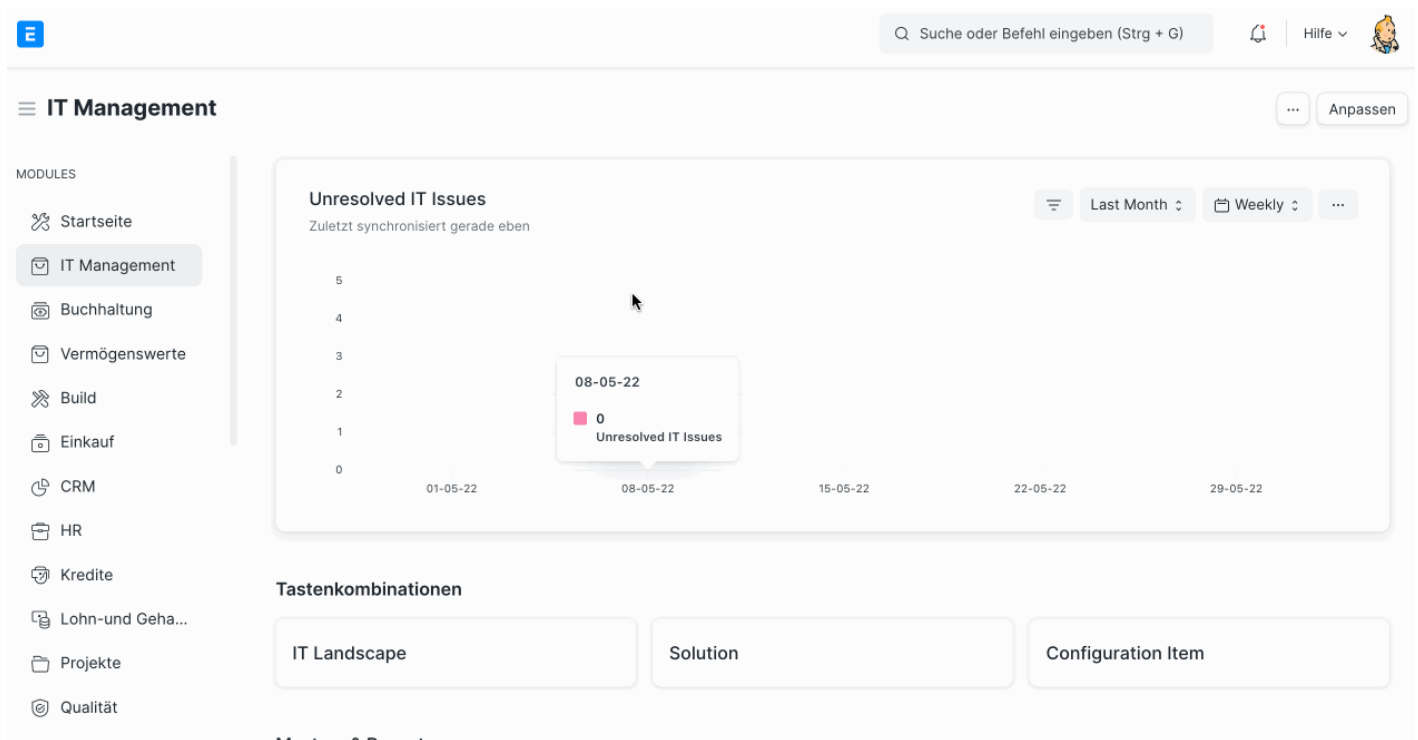 E
Suche oder Befehl eingeben (Strg + G)
Hilfe
IT Management
...
Anpassen
MODULES
Startseite
IT Management
Buchhaltung
Vermögenswerte
Build
Einkauf
CRM
HR
Kredite
Lohn-und Geha...
Projekte
Qualität
Unresolved IT Issues
Zuletzt synchronisiert gerade eben
Last Month
Weekly
...
5
4
3
2
1
0
08-05-22
0
Unresolved IT Issues
01-05-22 08-05-22 15-05-22 22-05-22 29-05-22
Tastenkombinationen
IT Landscape
Solution
Configuration Item